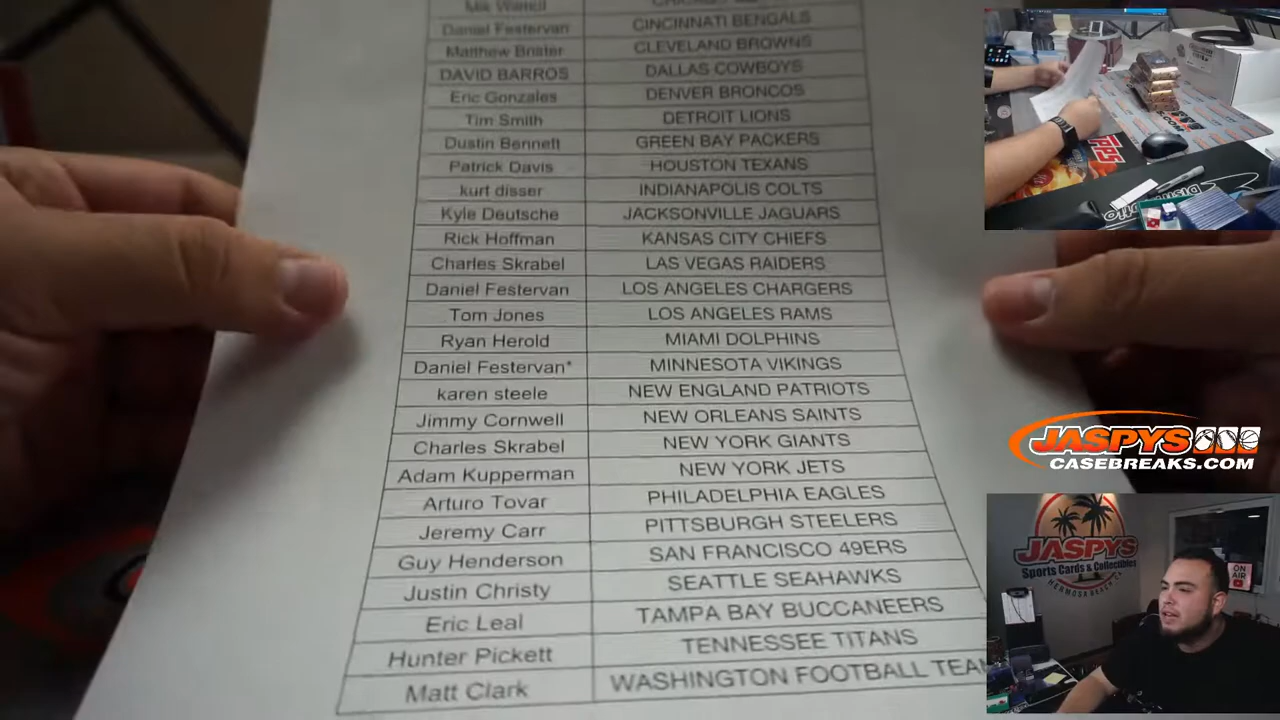 Daniel Festervan CINCINNATI BENGALS
Matthew Brister CLEVELAND BROWNS
DAVID BARROS DALLAS COWBOYS
Eric Gonzales DENVER BRONCOS
Tim Smith DETROIT LIONS
Dustin Bennett GREEN BAY PACKERS
Patrick Davis HOUSTON TEXANS
kurt disser INDIANAPOLIS COLTS
Kyle Deutsche JACKSONVILLE JAGUARS
Rick Hoffman KANSAS CITY CHIEFS
Charles Skrabel LAS VEGAS RAIDERS
Daniel Festervan LOS ANGELES CHARGERS
Tom Jones LOS ANGELES RAMS
Ryan Herold MIAMI DOLPHINS
Daniel Festervan* MINNESOTA VIKINGS
karen steele NEW ENGLAND PATRIOTS
Jimmy Cornwell NEW ORLEANS SAINTS
Charles Skrabel NEW YORK GIANTS
Adam Kupperman NEW YORK JETS
Arturo Tovar PHILADELPHIA EAGLES
Jeremy Carr PITTSBURGH STEELERS
Guy Henderson SAN FRANCISCO 49ERS
Justin Christy SEATTLE SEAHAWKS
Eric Leal TAMPA BAY BUCCANEERS
Hunter Pickett TENNESSEE TITANS
Matt Clark WASHINGTON FOOTBALL TEAM
JASPYS
CASEBREAKS.COM
JASPYS
Sports Cards & Collectibles
HERMOSA BEACH, CA
ON
AIR